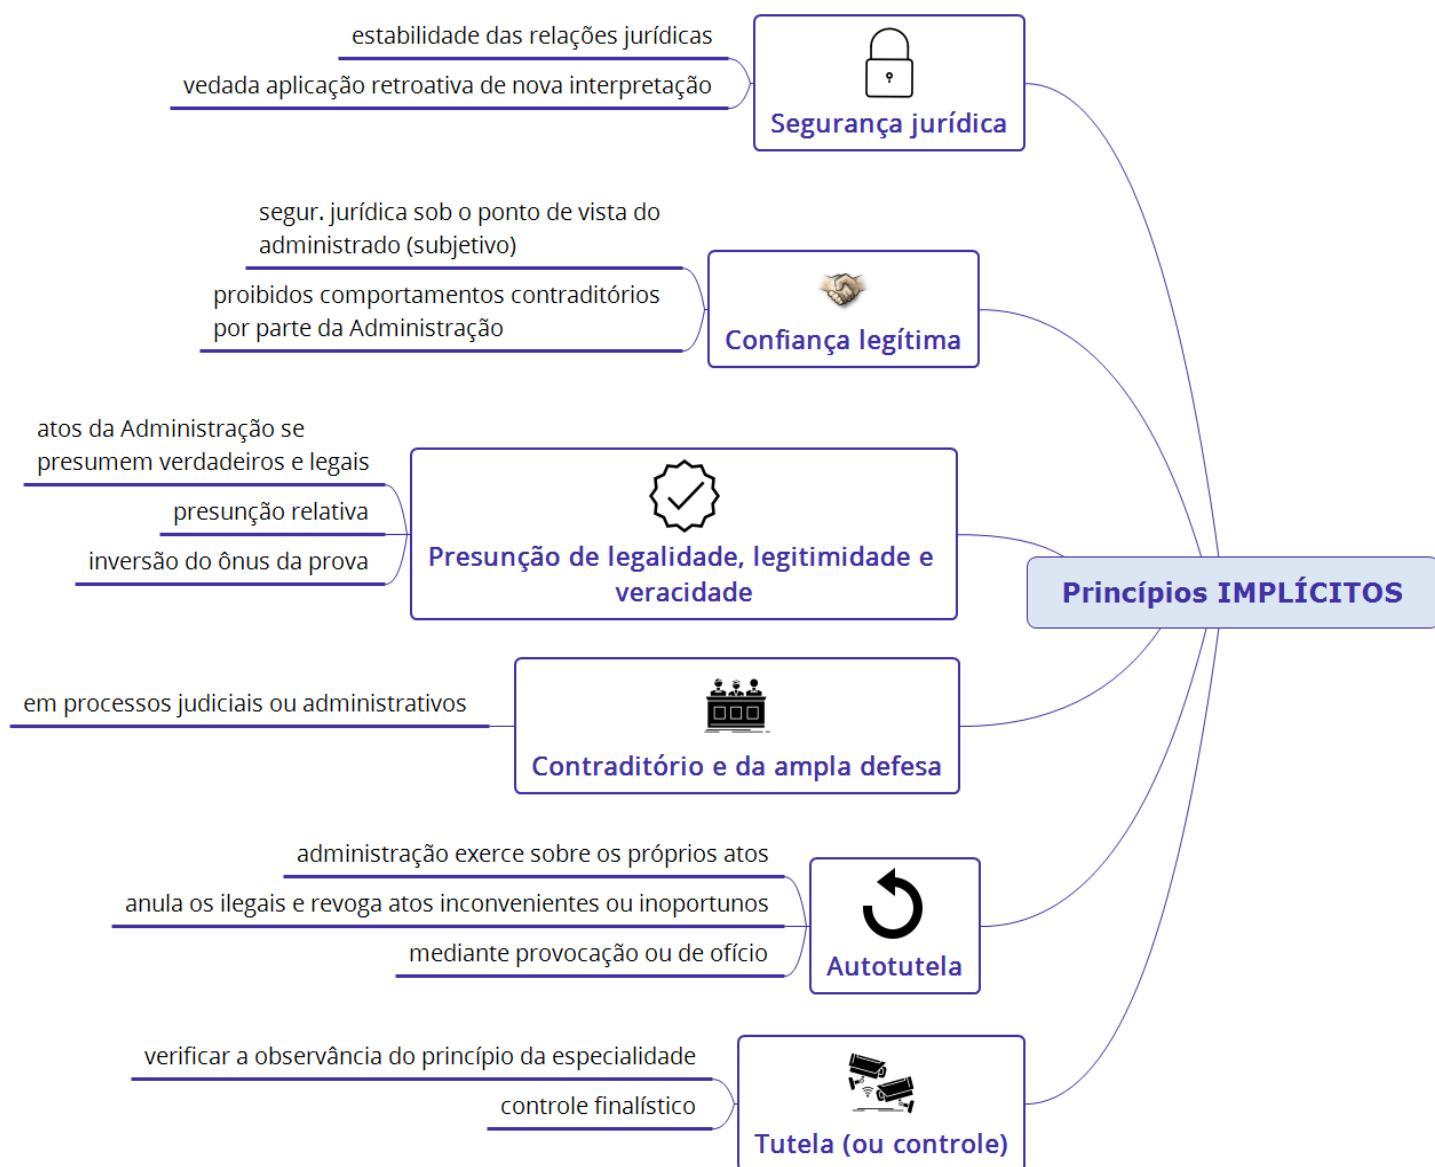 Princípios IMPLÍCITOS
Segurança jurídica
estabilidade das relações jurídicas
vedada aplicação retroativa de nova interpretação
Confiança legítima
segur. jurídica sob o ponto de vista do
administrado (subjetivo)
proibidos comportamentos contraditórios
por parte da Administração
Presunção de legalidade, legitimidade e
veracidade
atos da Administração se
presumem verdadeiros e legais
presunção relativa
inversão do ônus da prova
Contraditório e da ampla defesa
em processos judiciais ou administrativos
Autotutela
administração exerce sobre os próprios atos
anula os ilegais e revoga atos inconvenientes ou inoportunos
mediante provocação ou de ofício
Tutela (ou controle)
verificar a observância do princípio da especialidade
controle finalístico